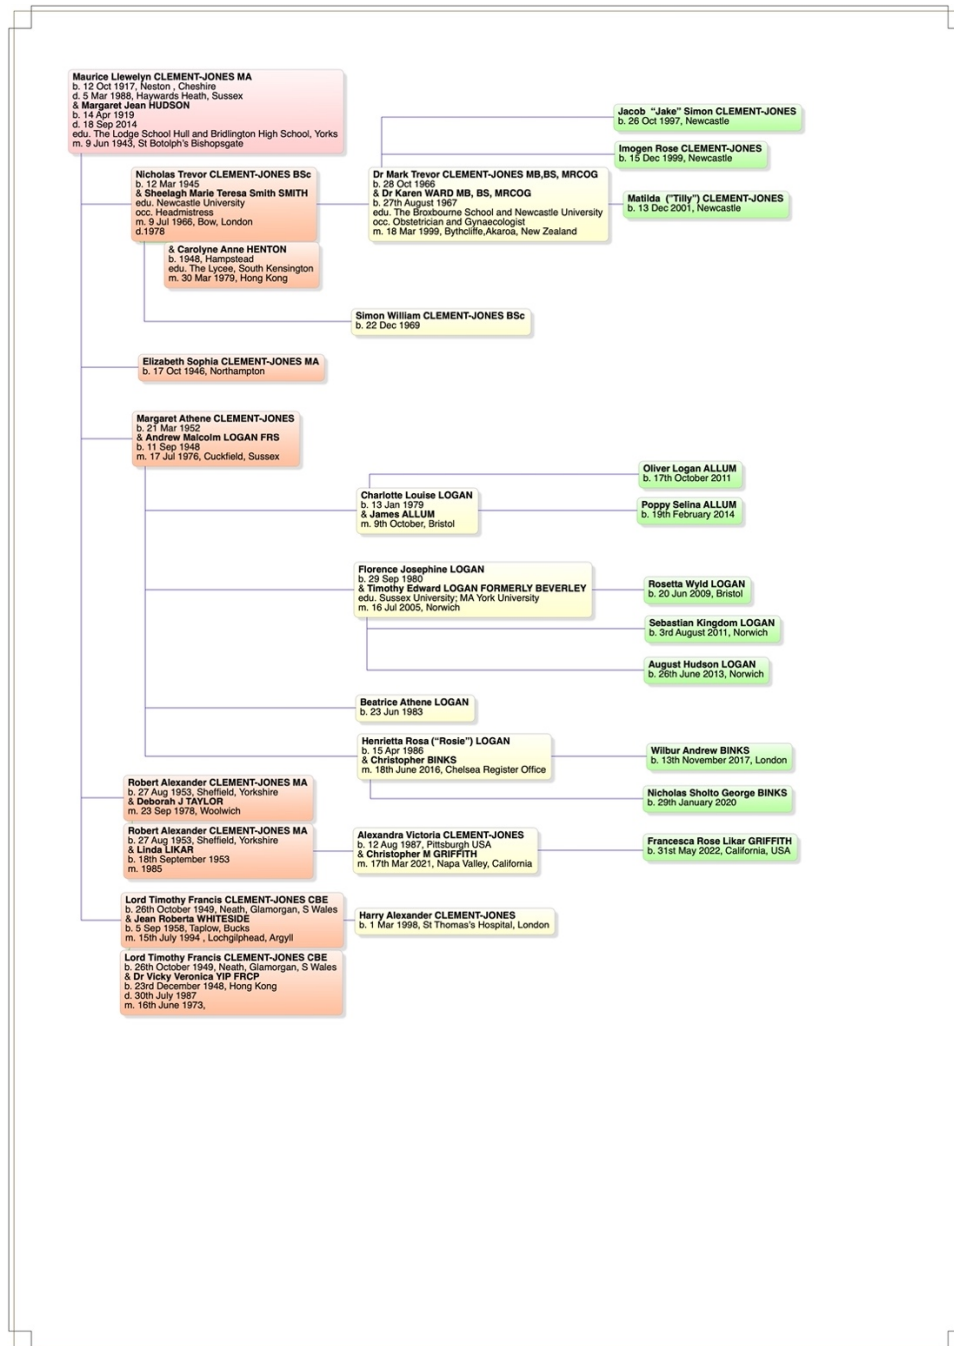 Maurice Llewelyn CLEMENT-JONES MA
b. 12 Oct 1917, Neston , Cheshire
d. 5 Mar 1988, Haywards Heath, Sussex
& Margaret Jean HUDSON
b. 14 Apr 1919
d. 18 Sep 2014
edu. The Lodge School Hull and Bridlington High School, Yorks
m. 9 Jun 1943, St Botolph's Bishopsgate
Nicholas Trevor CLEMENT-JONES BSc
b. 12 Mar 1945
& Sheelagh Marie Teresa Smith SMITH
edu. Newcastle University
occ. Headmistress
m. 9 Jul 1966, Bow, London
d.1978
& Carolyne Anne HENTON
b. 1948, Hampstead
edu. The Lycee, South Kensington
m. 30 Mar 1979, Hong Kong
Dr Mark Trevor CLEMENT-JONES MB,BS, MRCOG
b. 28 Oct 1966
& Dr Karen WARD MB, BS, MRCOG
b. 27th August 1967
edu. The Broxbourne School and Newcastle University
occ. Obstetrician and Gynaecologist
m. 18 Mar 1999, Bythcliffe,Akaroa, New Zealand
Jacob "Jake" Simon CLEMENT-JONES
b. 26 Oct 1997, Newcastle
Imogen Rose CLEMENT-JONES
b. 15 Dec 1999, Newcastle
Matilda ("Tilly") CLEMENT-JONES
b. 13 Dec 2001, Newcastle
Simon William CLEMENT-JONES BSc
b. 22 Dec 1969
Elizabeth Sophia CLEMENT-JONES MA
b. 17 Oct 1946, Northampton
Margaret Athene CLEMENT-JONES
b. 21 Mar 1952
& Andrew Malcolm LOGAN FRS
b. 11 Sep 1948
m. 17 Jul 1976, Cuckfield, Sussex
Charlotte Louise LOGAN
b. 13 Jan 1979
& James ALLUM
m. 9th October, Bristol
Oliver Logan ALLUM
b. 17th October 2011
Poppy Selina ALLUM
b. 19th February 2014
Florence Josephine LOGAN
b. 29 Sep 1980
& Timothy Edward LOGAN FORMERLY BEVERLEY
edu. Sussex University; MA York University
m. 16 Jul 2005, Norwich
Rosetta Wyld LOGAN
b. 20 Jun 2009, Bristol
Sebastian Kingdom LOGAN
b. 3rd August 2011, Norwich
August Hudson LOGAN
b. 26th June 2013, Norwich
Beatrice Athene LOGAN
b. 23 Jun 1983
Henrietta Rosa ("Rosie") LOGAN
b. 15 Apr 1986
& Christopher BINKS
m. 18th June 2016, Chelsea Register Office
Wilbur Andrew BINKS
b. 13th November 2017, London
Nicholas Sholto George BINKS
b. 29th January 2020
Robert Alexander CLEMENT-JONES MA
b. 27 Aug 1953, Sheffield, Yorkshire
& Deborah J TAYLOR
m. 23 Sep 1978, Woolwich
Robert Alexander CLEMENT-JONES MA
b. 27 Aug 1953, Sheffield, Yorkshire
& Linda LIKAR
b. 18th September 1953
m. 1985
Alexandra Victoria CLEMENT-JONES
b. 12 Aug 1987, Pittsburgh USA
& Christopher M GRIFFITH
m. 17th Mar 2021, Napa Valley, California
Francesca Rose Likar GRIFFITH
b. 31st May 2022, California, USA
Lord Timothy Francis CLEMENT-JONES CBE
b. 26th October 1949, Neath, Glamorgan, S Wales
& Jean Roberta WHITESIDE
b. 5 Sep 1958, Taplow, Bucks
m. 15th July 1994 , Lochgilphead, Argyll
Harry Alexander CLEMENT-JONES
b. 1 Mar 1998, St Thomas's Hospital, London
Lord Timothy Francis CLEMENT-JONES CBE
b. 26th October 1949, Neath, Glamorgan, S Wales
& Dr Vicky Veronica YIP FRCP
b. 23rd December 1948, Hong Kong
d. 30th July 1987
m. 16th June 1973,